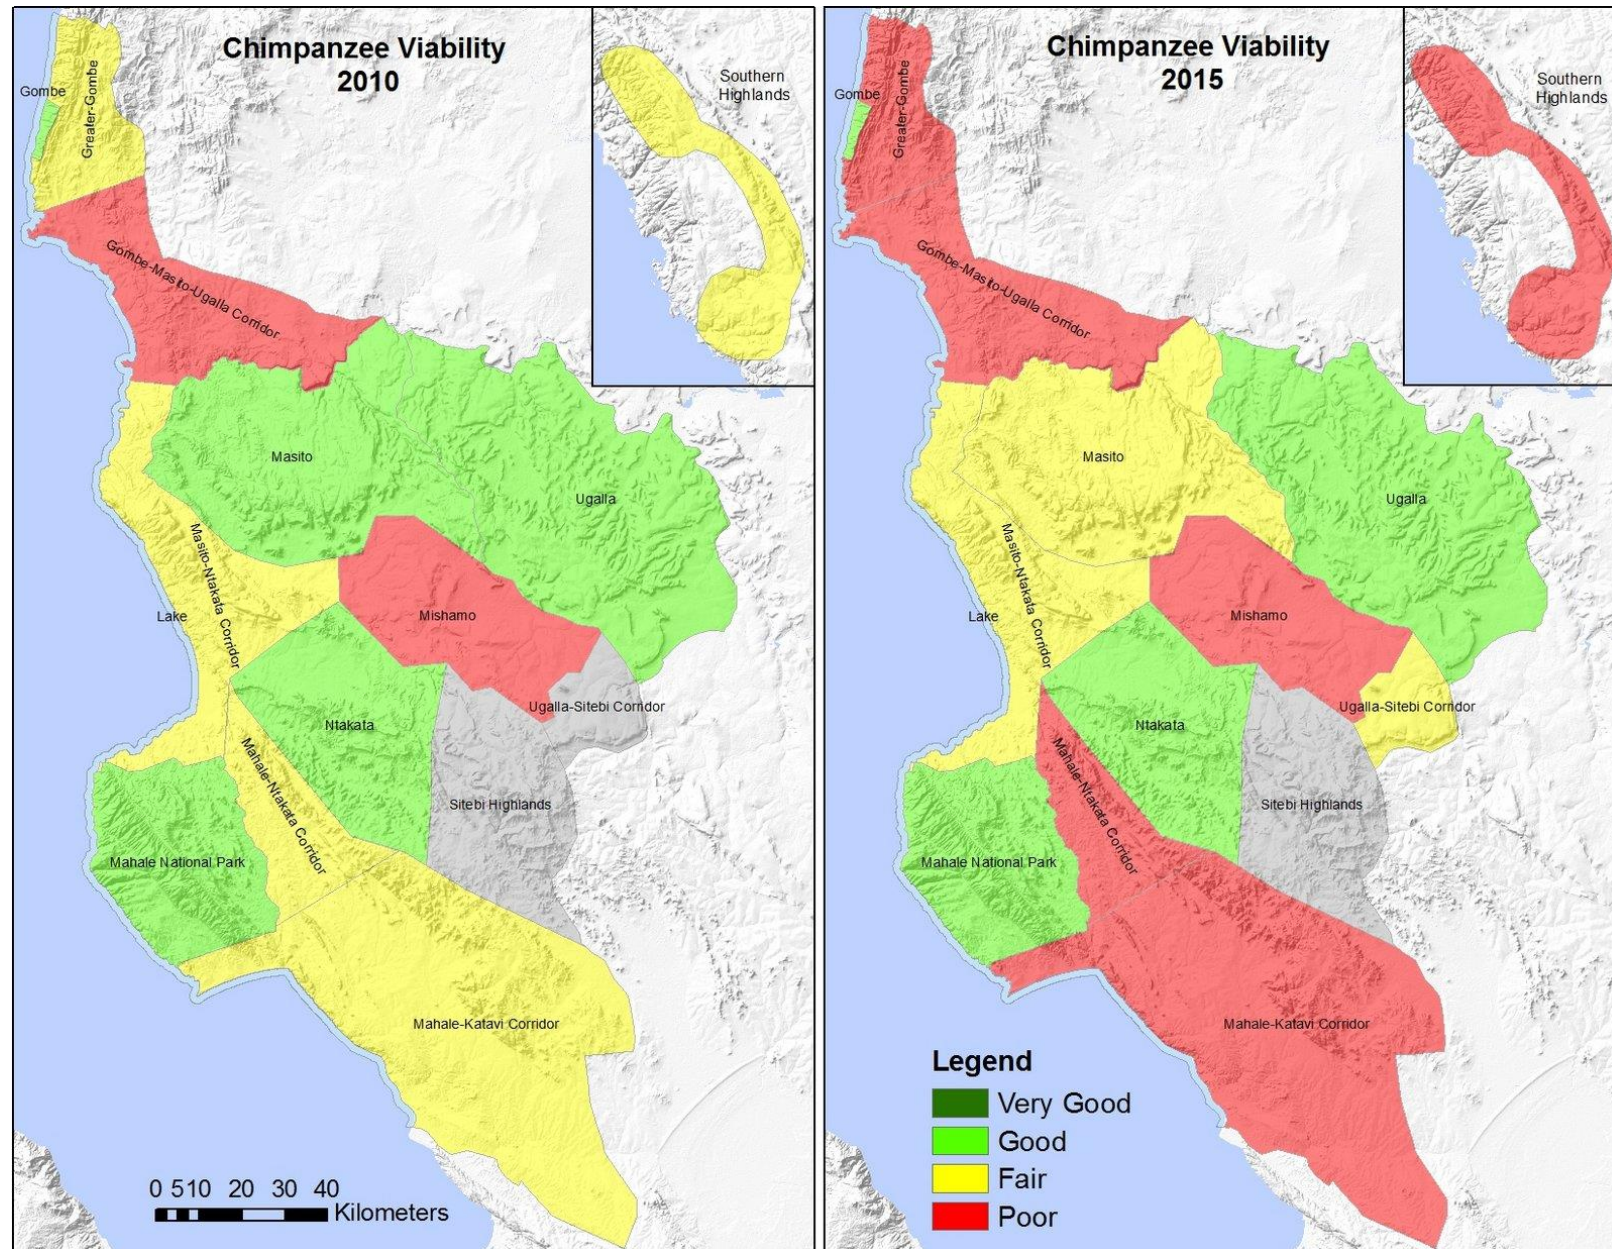 Chimpanzee Viability
2010
Gombe
Greater-Gombe
Southern
Highlands
Gombe-Masito-Ugalla Corridor
Masito
Ugalla
Masito-Ntakata Corridor
Lake
Mishamo
Ntakata
Ugalla-Sitebi Corridor
Mahale-Ntakata Corridor
Sitebi Highlands
Mahale National Park
Mahale-Katavi Corridor
0 5 10 20 30 40
Kilometers
Chimpanzee Viability
2015
Gombe
Greater-Gombe
Southern
Highlands
Gombe-Masito-Ugalla Corridor
Masito
Ugalla
Masito-Ntakata Corridor
Lake
Mishamo
Ntakata
Ugalla-Sitebi Corridor
Mahale-Ntakata Corridor
Sitebi Highlands
Mahale National Park
Mahale-Katavi Corridor
Legend
Very Good
Good
Fair
Poor